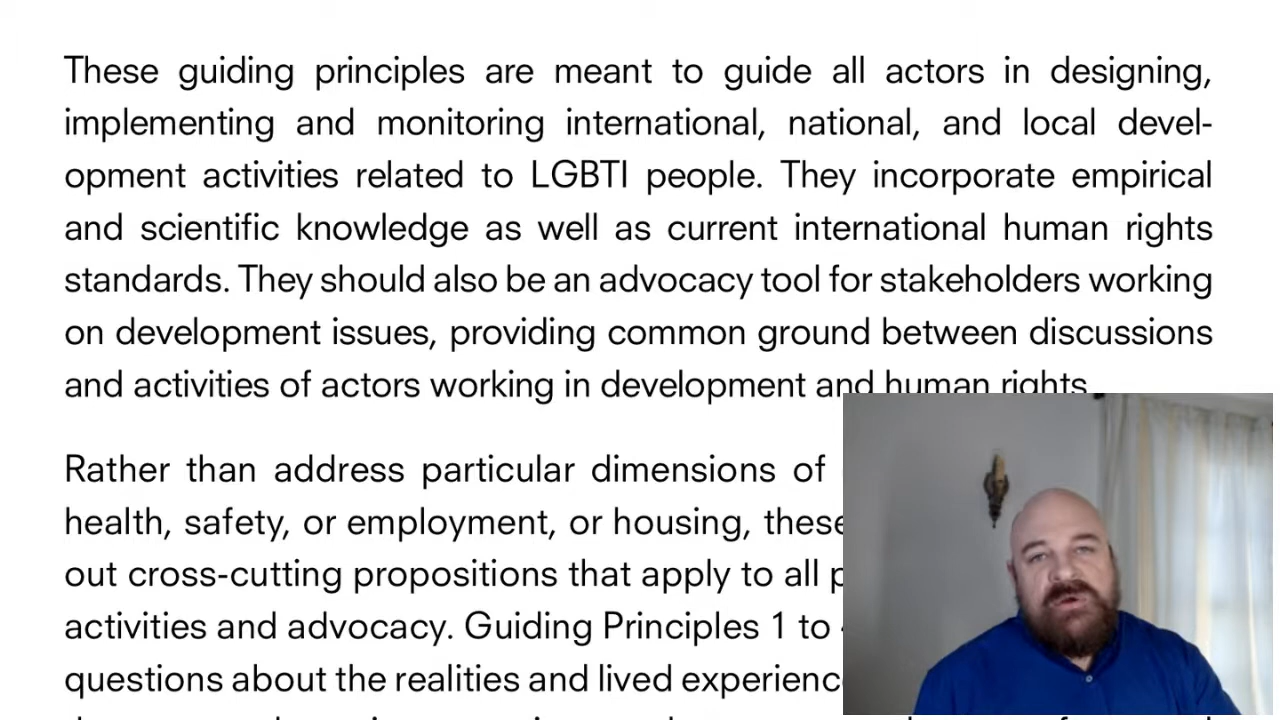 These guiding principles are meant to guide all actors in designing,
implementing and monitoring international, national, and local devel-
opment activities related to LGBTI people. They incorporate empirical
and scientific knowledge as well as current international human rights
standards. They should also be an advocacy tool for stakeholders working
on development issues, providing common ground between discussions
and activities of actors working in development and human rights.
Rather than address particular dimensions of
health, safety, or employment, or housing, these
out cross-cutting propositions that apply to all
activities and advocacy. Guiding Principles 1 to
questions about the realities and lived